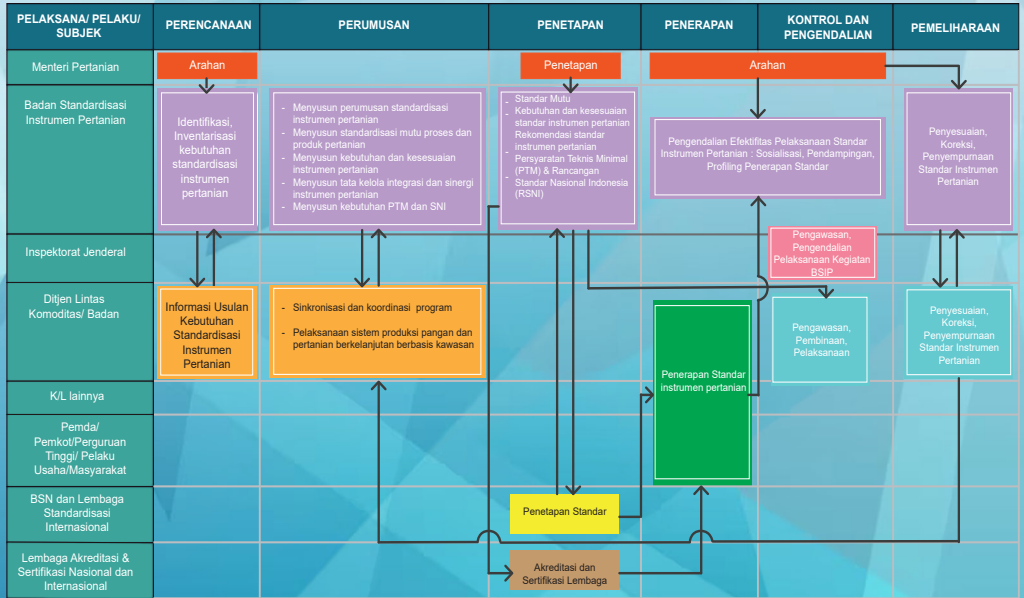 PELAKSANA/ PELAKU/
SUBJEK
PERENCANAAN
PERUMUSAN
PENETAPAN
PENERAPAN
KONTROL DAN
PENGENDALIAN
PEMELIHARAAN
Menteri Pertanian
Arahan
Penetapan
Arahan
Badan Standardisasi
Instrumen Pertanian
Identifikasi,
Inventarisasi
kebutuhan
standardisasi
instrumen
pertanian
- Menyusun perumusan standardisasi
instrumen pertanian
- Menyusun standardisasi mutu proses dan
produk pertanian
- Menyusun kebutuhan dan kesesuaian
instrumen pertanian
- Menyusun tata kelola integrasi dan sinergi
instrumen pertanian
- Menyusun kebutuhan PTM dan SNI
- Standar Mutu
- Kebutuhan dan kesesuaian
standar instrumen pertanian
- Rekomendasi standar
instrumen pertanian
- Persyaratan Teknis Minimal
(PTM) & Rancangan
- Standar Nasional Indonesia
(RSNI)
Pengendalian Efektifitas Pelaksanaan Standar
Instrumen Pertanian : Sosialisasi, Pendampingan,
Profiling Penerapan Standar
Penyesuaian,
Koreksi,
Penyempurnaan
Standar Instrumen
Pertanian
Inspektorat Jenderal
Pengawasan,
Pengendalian
Pelaksanaan Kegiatan
BSIP
Ditjen Lintas
Komoditas/ Badan
Informasi Usulan
Kebutuhan
Standardisasi
Instrumen
Pertanian
- Sinkronisasi dan koordinasi program
- Pelaksanaan sistem produksi pangan dan
pertanian berkelanjutan berbasis kawasan
Penerapan Standar
instrumen pertanian
Pengawasan,
Pembinaan,
Pelaksanaan
Penyesuaian,
Koreksi,
Penyempurnaan
Standar Instrumen
Pertanian
K/L lainnya
Pemda/
Pemkot/Perguruan
Tinggi/ Pelaku
Usaha/Masyarakat
BSN dan Lembaga
Standardisasi
Internasional
Penetapan Standar
Lembaga Akreditasi &
Sertifikasi Nasional dan
Internasional
Akreditasi dan
Sertifikasi Lembaga